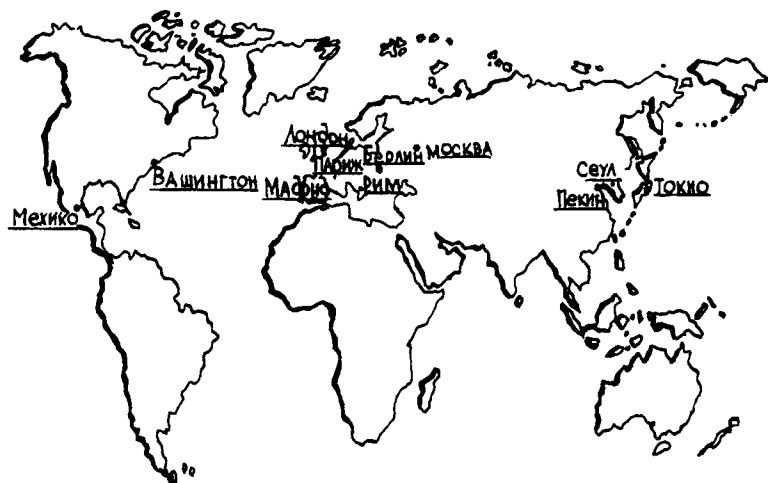 Лондон
Париж
Берлин
МОСКВА
ВАШИНГТОН
МАДРИД
РИМ
Мехико
СЕУЛ
Пекин
Токио